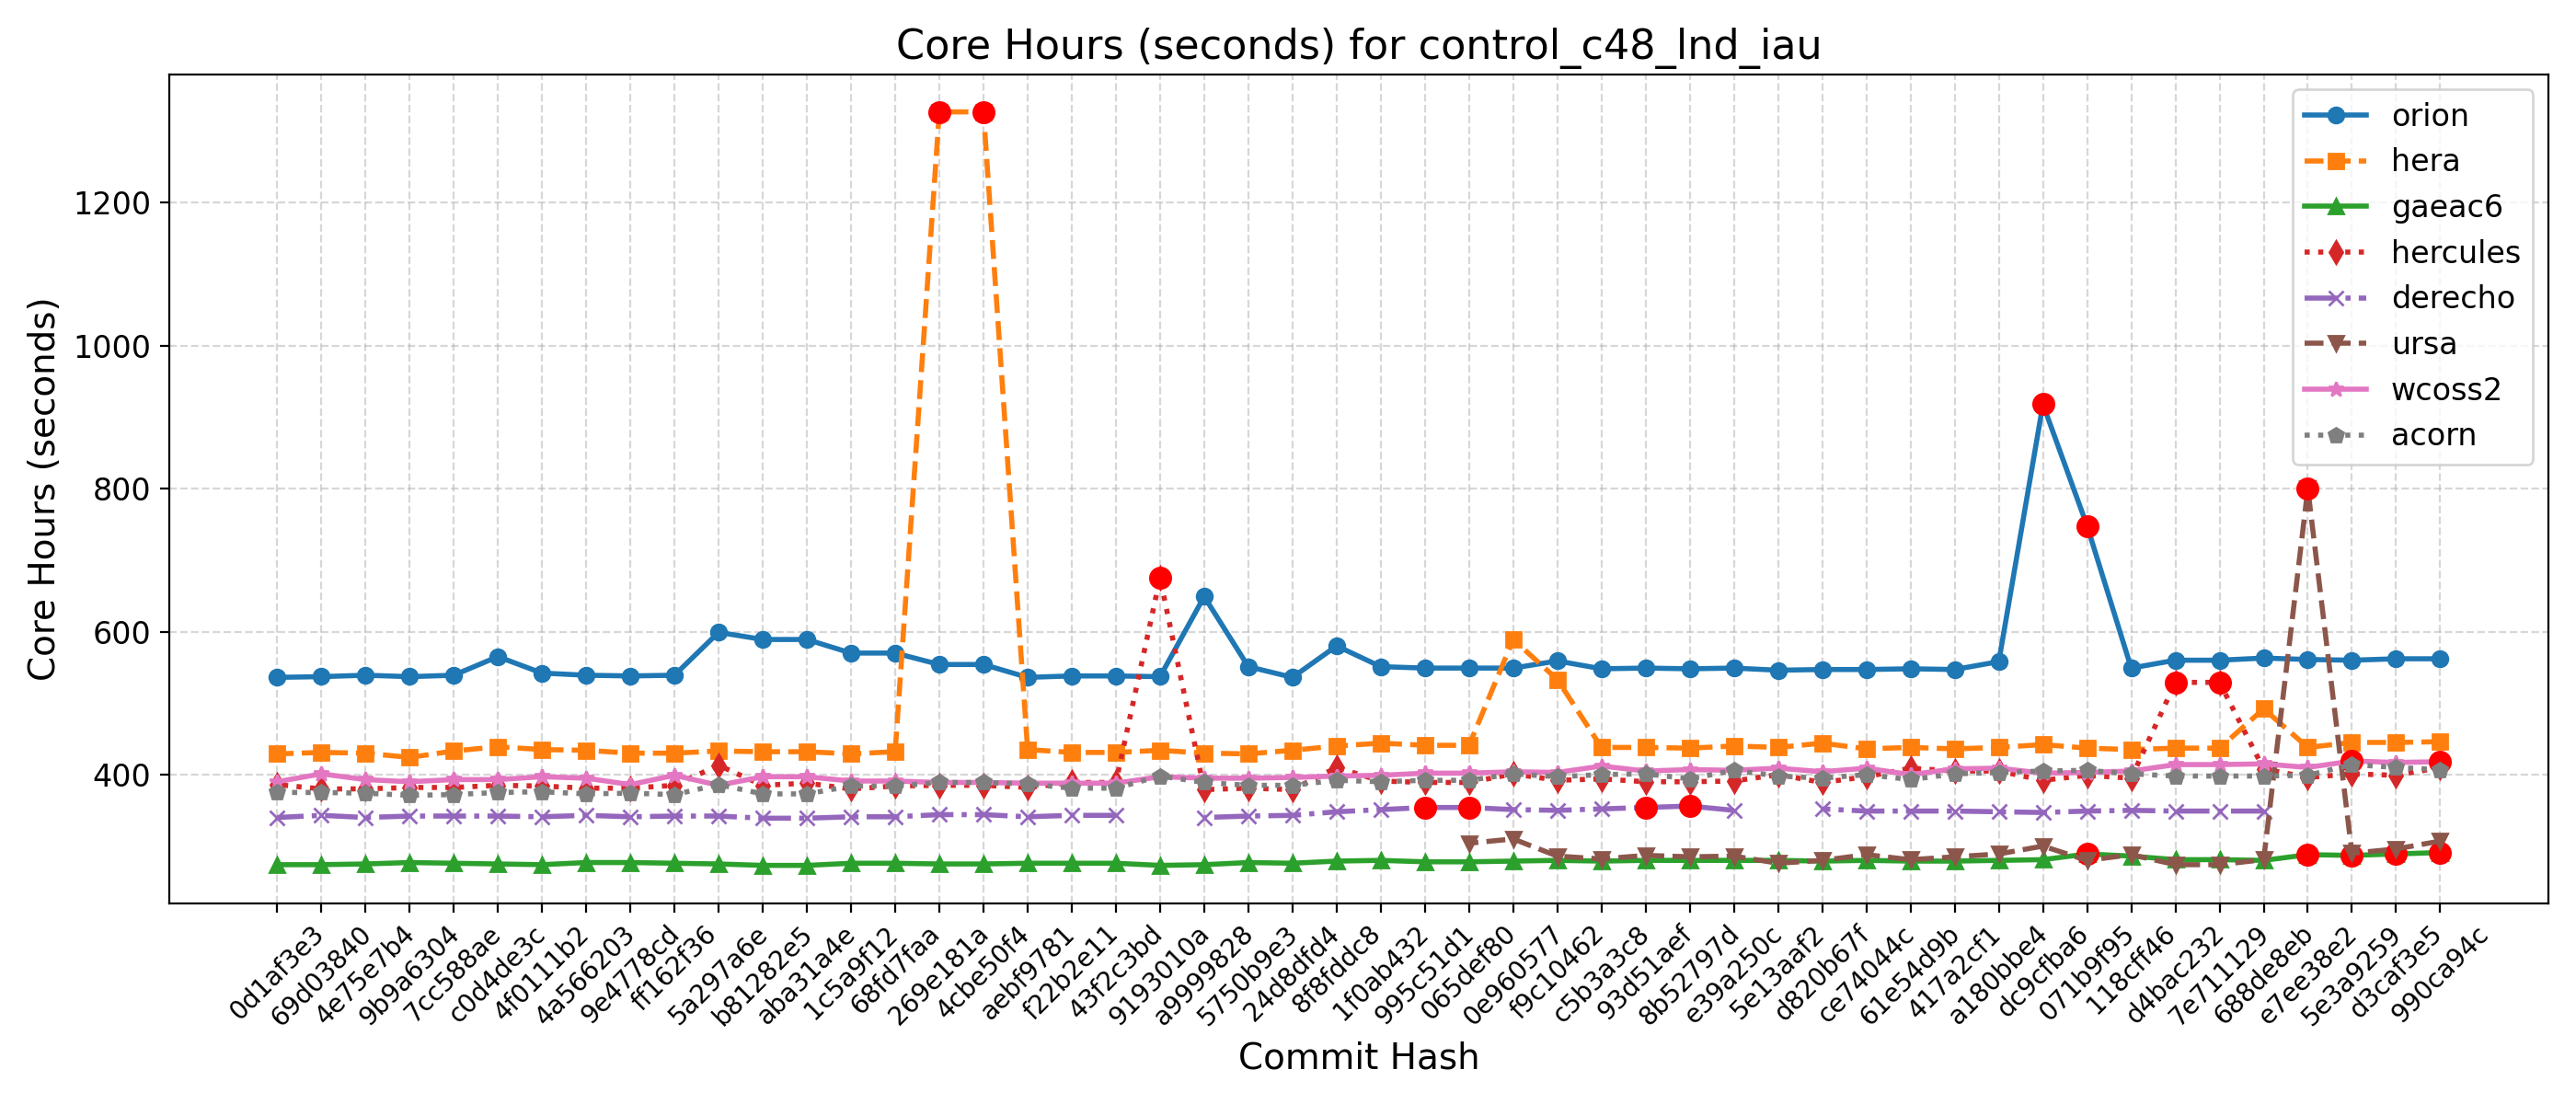 Core Hours (seconds) for control_c48_lnd_iau
Core Hours (seconds)
1200
1000
800
600
400
orion
hera
gaeac6
hercules
derecho
ursa
wcoss2
acorn
0d1af3e3
69d03840
4e75e7b4
9b9a6304
7cc588ae
c0d4de3c
4f0111b2
4a566203
9e4778cd
ff162f36
5a297a6e
b81282e5
aba31a4e
1c5a9f12
68fd7faa
269e181a
4cbe50f4
aebf9781
f22b2e11
43f2c3bd
9193010a
a9999828
5750b9e3
24d8dfd4
8f8fddc8
1f0ab432
995c51d1
065def80
0e960577
f9c10462
c5b3a3c8
93d51aef
8b52797d
e39a250c
5e13aaf2
d820b67f
ce74044c
61e54d9b
417a2cf1
a180bbe4
dc9cfba6
071b9f95
118cff46
d4bac232
7e711129
688de8eb
e7ee38e2
5e3a9259
d3caf3e5
990ca94c
Commit Hash